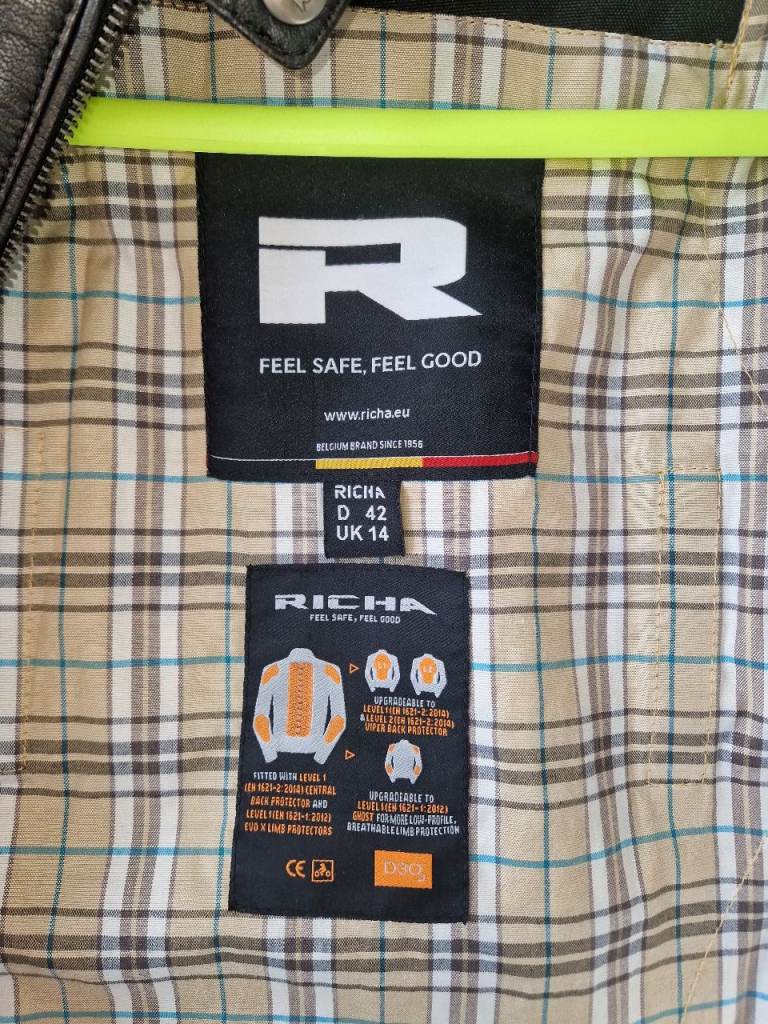 R
FEEL SAFE, FEEL GOOD
www.richa.eu
BELGIUM BRAND SINCE 1956
RICHA
D 42
UK 14
RICHA
FEEL SAFE, FEEL GOOD
L1 L2
UPGRADEABLE TO
LEVEL 1 (EN 1621-2:2014)
& LEVEL 2 (EN 1621-2:2014)
VIPER BACK PROTECTOR
FITTED WITH LEVEL 1
(EN 1621-2:2014) CENTRAL
BACK PROTECTOR AND
LEVEL 1 (EN 1621-1:2012)
EVO X LIMB PROTECTORS
UPGRADEABLE TO
LEVEL 1 (EN 1621-1:2012)
GHOST FOR MORE LOW-PROFILE,
BREATHABLE LIMB PROTECTION
CE
D3O